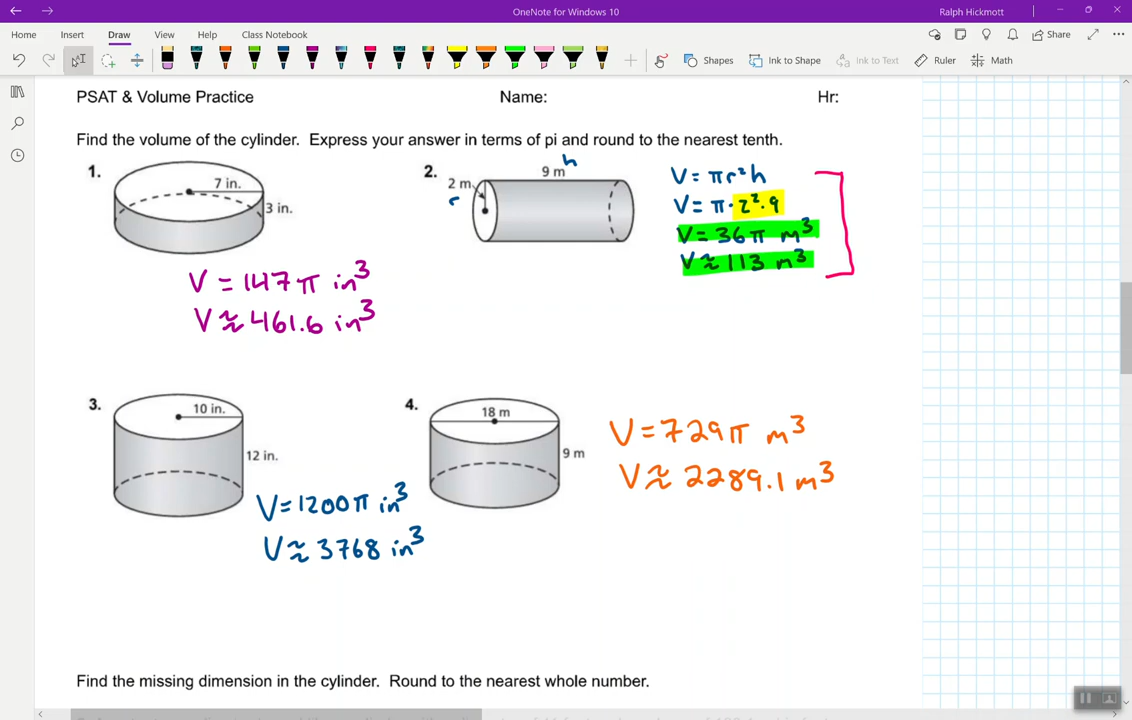 OneNote for Windows 10
Ralph Hickmott
Home Insert Draw View Help Class Notebook
Share
Shapes Ink to Shape Ink to Text Ruler Math
PSAT & Volume Practice Name: Hr:
Find the volume of the cylinder. Express your answer in terms of pi and round to the nearest tenth.
1.
7 in.
3 in.
V = 147π in³
V ≈ 461.6 in³
2.
h
9 m
2 m
r
V = πr²h
V = π · 2² · 9
V = 36π m³
V ≈ 113 m³
3.
10 in.
12 in.
V = 1200π in³
V ≈ 3768 in³
4.
18 m
9 m
V = 729π m³
V ≈ 2289.1 m³
Find the missing dimension in the cylinder. Round to the nearest whole number.